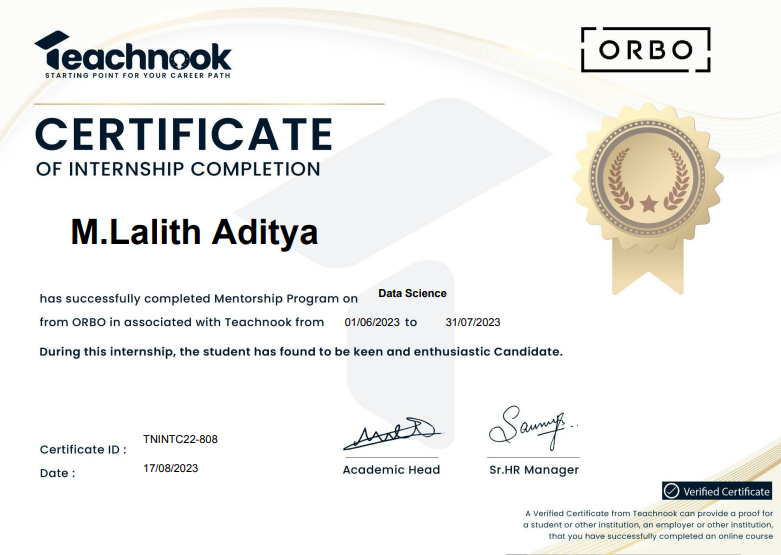 Teachnook
STARTING POINT FOR YOUR CAREER PATH
ORBO
CERTIFICATE
OF INTERNSHIP COMPLETION
M.Lalith Aditya
has successfully completed Mentorship Program on Data Science
from ORBO in associated with Teachnook from 01/06/2023 to 31/07/2023
During this internship, the student has found to be keen and enthusiastic Candidate.
Certificate ID : TNINTC22-808
Date : 17/08/2023
Academic Head
Sr.HR Manager
Verified Certificate
A Verified Certificate from Teachnook can provide a proof for
a student or other institution, an employer or other institution,
that you have successfully completed an online course